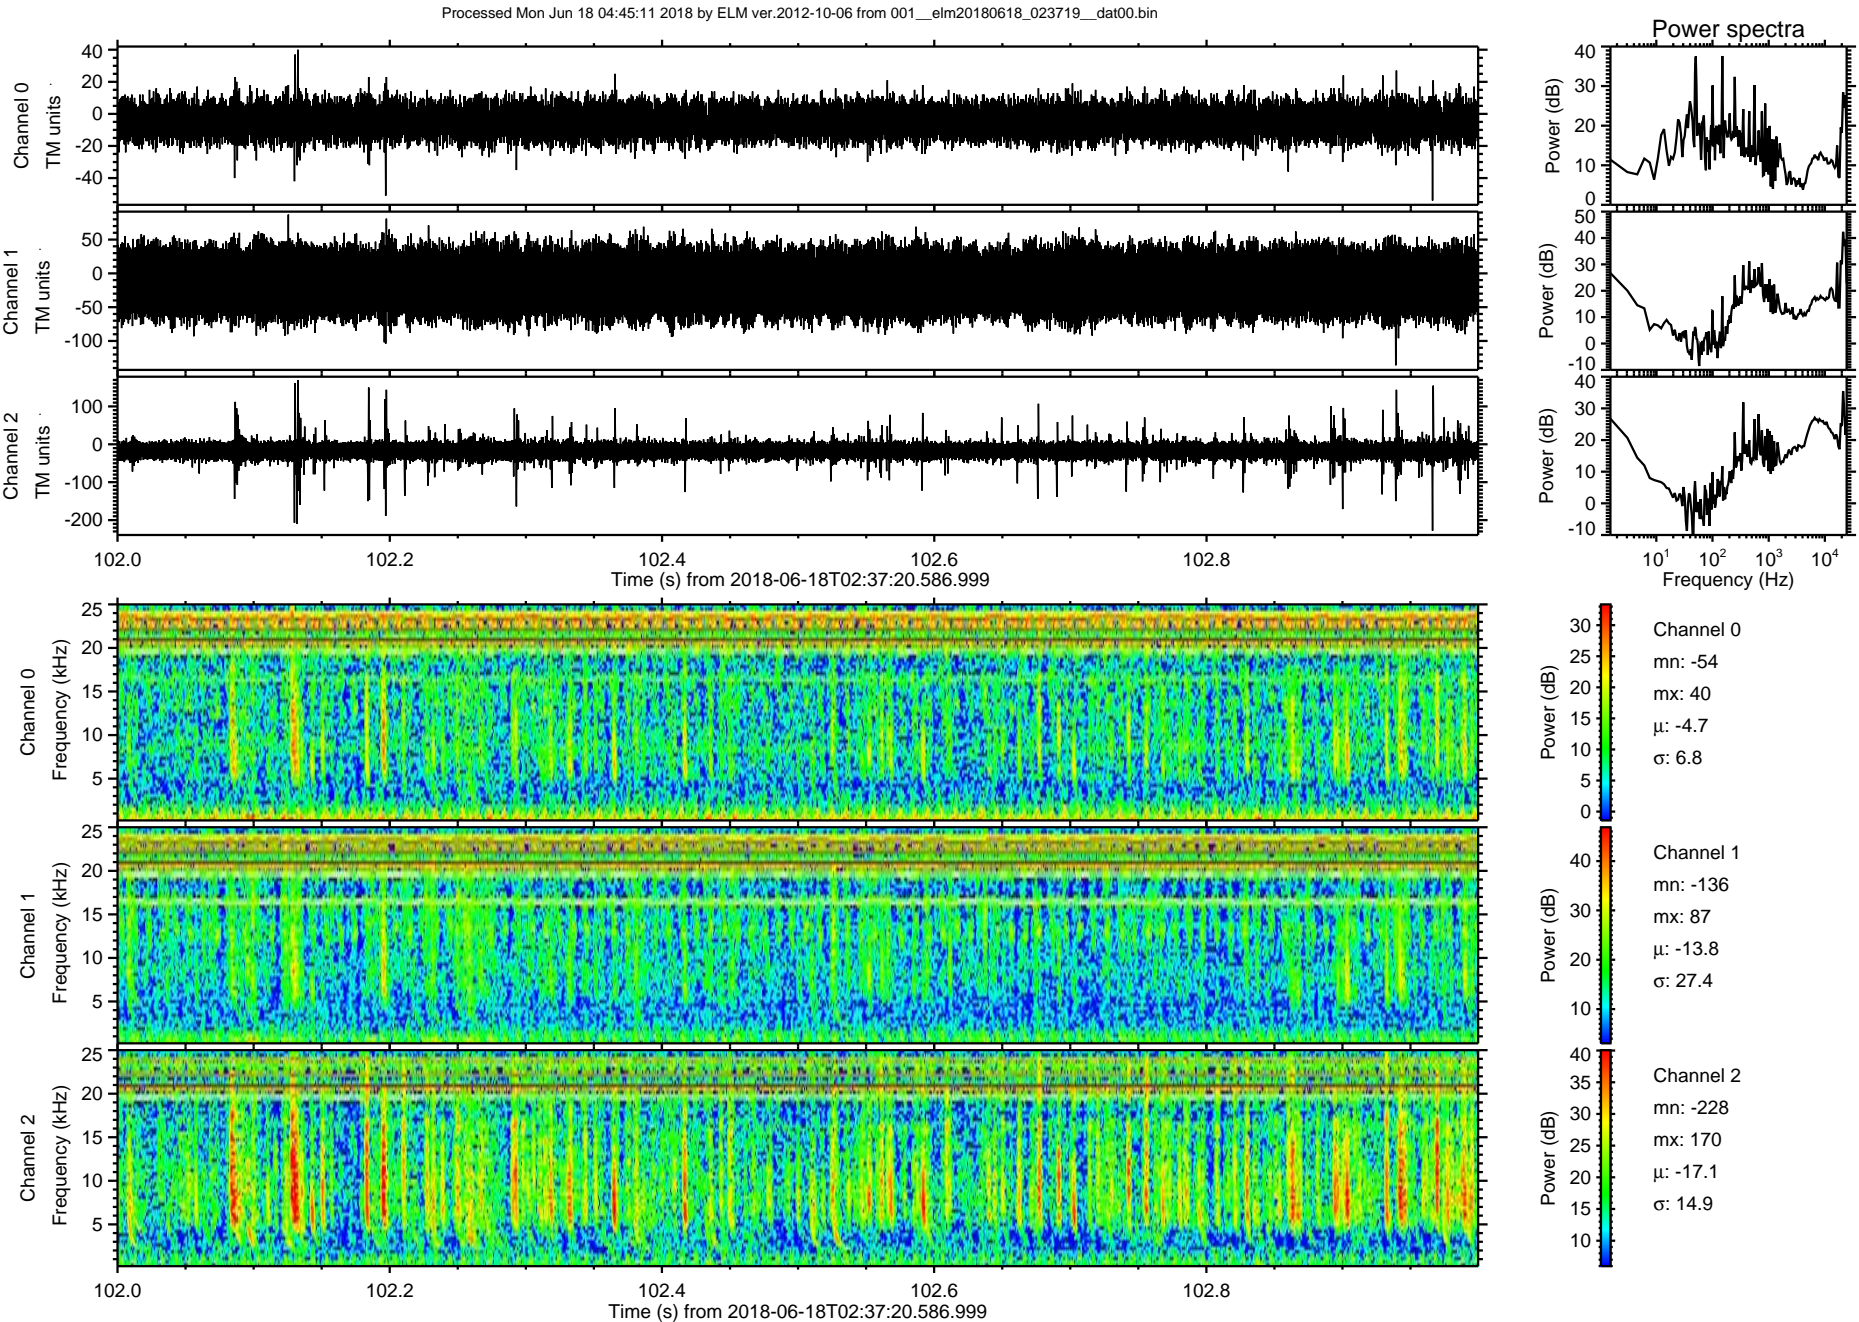 Processed Mon Jun 18 04:45:11 2018 by ELM ver.2012-10-06 from 001__elm20180618_023719__dat00.bin
Power spectra
Channel 0
TM units
40
20
0
-20
-40
Power (dB)
40
30
20
10
0
Channel 1
TM units
50
0
-50
-100
Power (dB)
50
40
30
20
10
0
-10
Channel 2
TM units
100
0
-100
-200
Power (dB)
40
30
20
10
0
-10
102.0 102.2 102.4 102.6 102.8
Time (s) from 2018-06-18T02:37:20.586.999
10¹ 10² 10³ 10⁴
Frequency (Hz)
Channel 0
Frequency (kHz)
25
20
15
10
5
Power (dB)
30
25
20
15
10
5
0
Channel 0
mn: -54
mx: 40
μ: -4.7
σ: 6.8
Channel 1
Frequency (kHz)
25
20
15
10
5
Power (dB)
40
30
20
10
Channel 1
mn: -136
mx: 87
μ: -13.8
σ: 27.4
Channel 2
Frequency (kHz)
25
20
15
10
5
Power (dB)
40
35
30
25
20
15
10
Channel 2
mn: -228
mx: 170
μ: -17.1
σ: 14.9
102.0 102.2 102.4 102.6 102.8
Time (s) from 2018-06-18T02:37:20.586.999